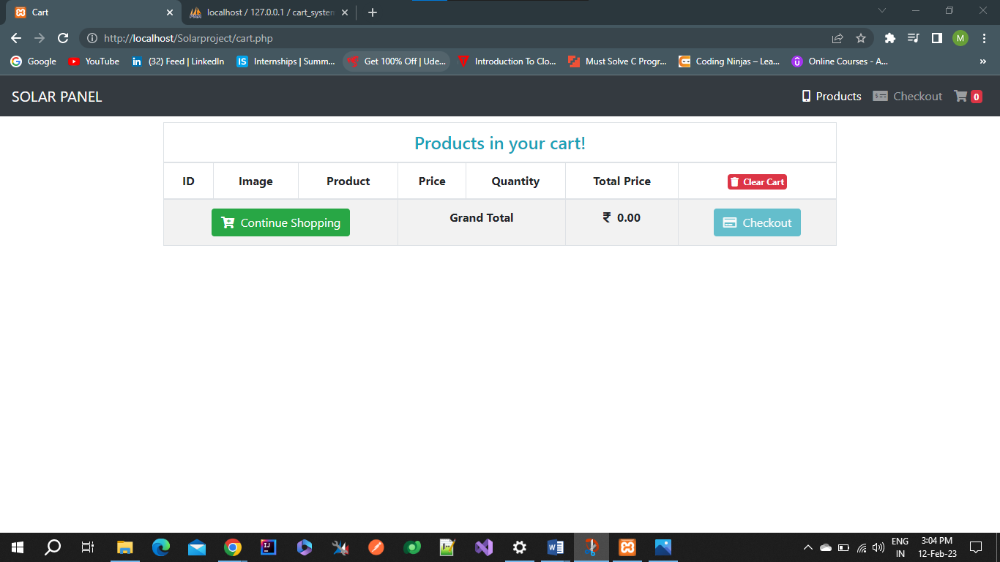 Cart
localhost / 127.0.0.1 / cart_system
http://localhost/Solarproject/cart.php
M
Google
YouTube
(32) Feed | LinkedIn
IS
Internships | Summ...
Get 100% Off | Ude...
Introduction To Clo...
Must Solve C Progr...
Coding Ninjas – Lea...
Online Courses - A...
»
SOLAR PANEL
Products
Checkout
0
Products in your cart!
ID
Image
Product
Price
Quantity
Total Price
Clear Cart
Continue Shopping
Grand Total
₹ 0.00
Checkout
ENG
IN
3:04 PM
12-Feb-23